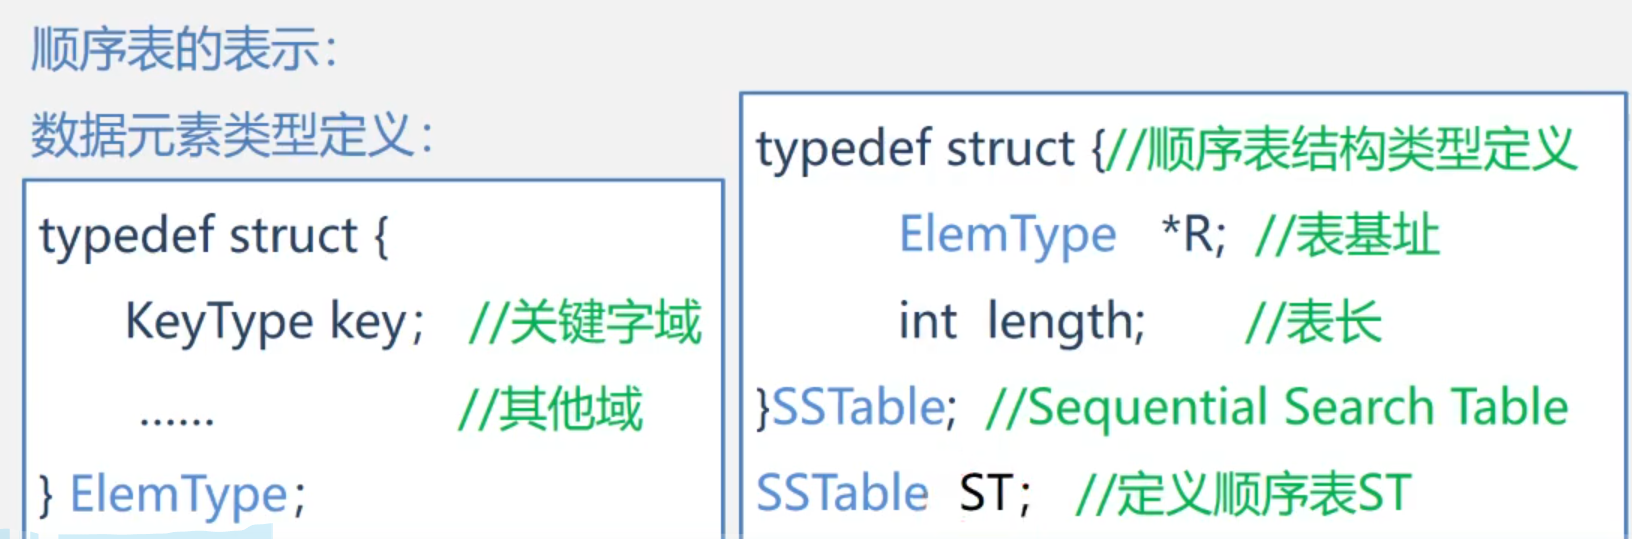 顺序表的表示：
数据元素类型定义：
typedef struct {
KeyType key; //关键字域
...... //其他域
} ElemType;
typedef struct {//顺序表结构类型定义
ElemType *R; //表基址
int length; //表长
}SSTable; //Sequential Search Table
SSTable ST; //定义顺序表ST